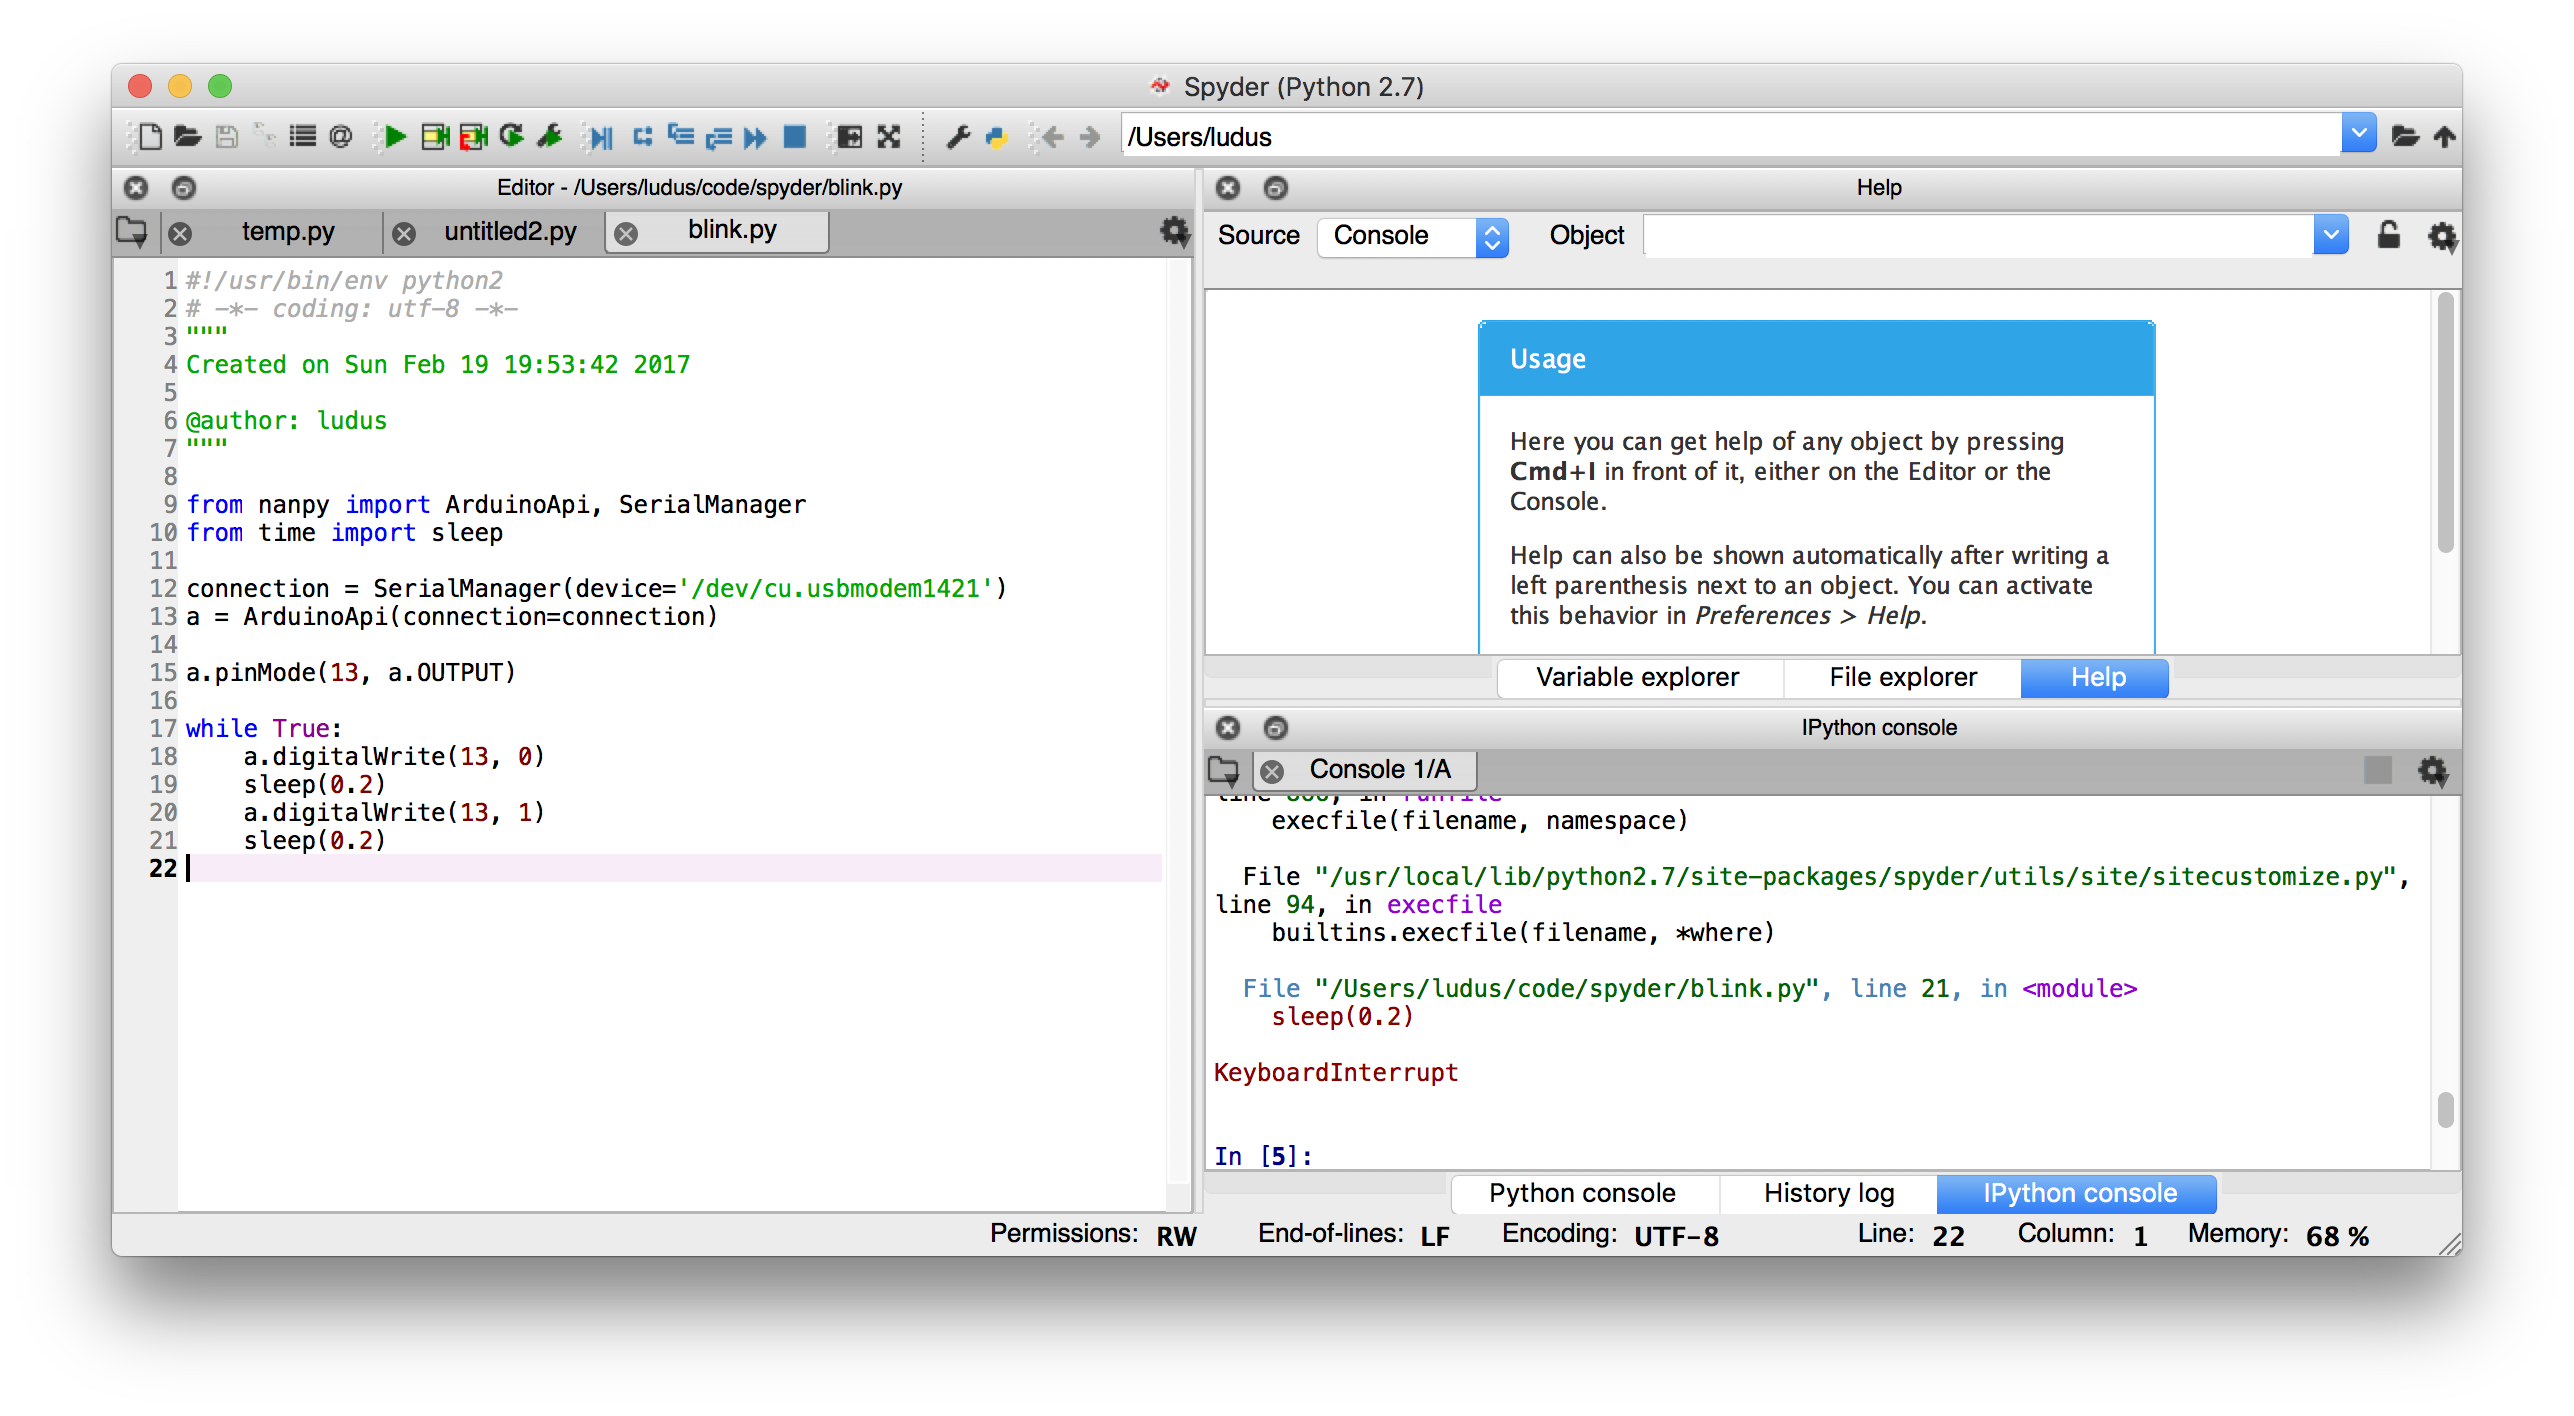 Spyder (Python 2.7)
/Users/ludus
Editor - /Users/ludus/code/spyder/blink.py
temp.py
untitled2.py
blink.py
1 #!/usr/bin/env python2
2 # -*- coding: utf-8 -*-
3 """
4 Created on Sun Feb 19 19:53:42 2017
5
6 @author: ludus
7 """
8
9 from nanpy import ArduinoApi, SerialManager
10 from time import sleep
11
12 connection = SerialManager(device='/dev/cu.usbmodem1421')
13 a = ArduinoApi(connection=connection)
14
15 a.pinMode(13, a.OUTPUT)
16
17 while True:
18     a.digitalWrite(13, 0)
19     sleep(0.2)
20     a.digitalWrite(13, 1)
21     sleep(0.2)
22
Help
Source Console Object
Usage
Here you can get help of any object by pressing
Cmd+I in front of it, either on the Editor or the
Console.
Help can also be shown automatically after writing a
left parenthesis next to an object. You can activate
this behavior in Preferences > Help.
Variable explorer File explorer Help
IPython console
Console 1/A
execfile(filename, namespace)
File "/usr/local/lib/python2.7/site-packages/spyder/utils/site/sitecustomize.py",
line 94, in execfile
builtins.execfile(filename, *where)
File "/Users/ludus/code/spyder/blink.py", line 21, in <module>
sleep(0.2)
KeyboardInterrupt
In [5]:
Python console History log IPython console
Permissions: RW End-of-lines: LF Encoding: UTF-8 Line: 22 Column: 1 Memory: 68 %